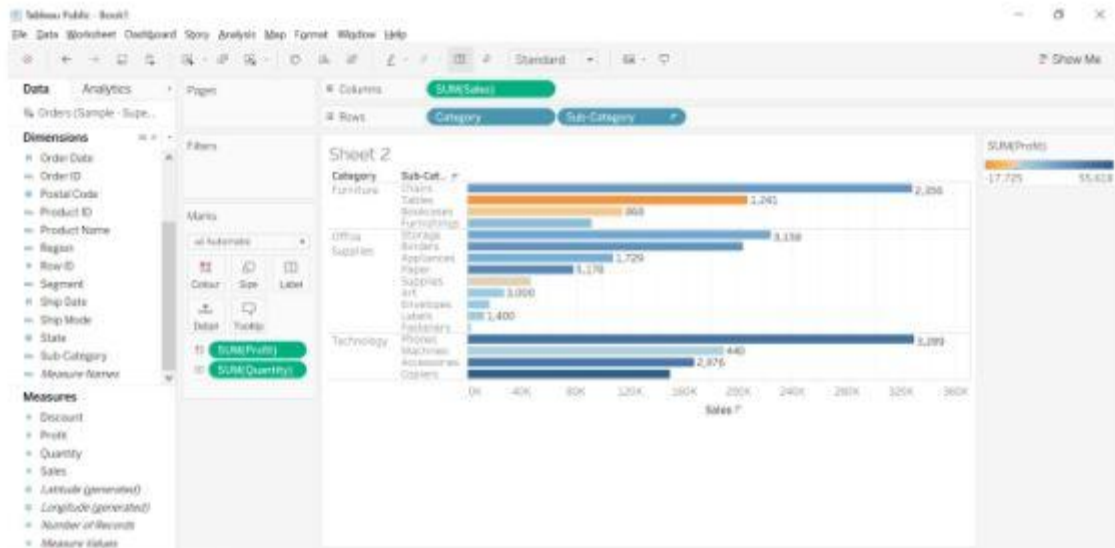 Tableau Public - Book1
File Data Worksheet Dashboard Story Analysis Map Format Window Help
Standard
Show Me
Data Analytics
Orders (Sample - Supe...
Dimensions
Order Date
Order ID
Postal Code
Product ID
Product Name
Region
Row ID
Segment
Ship Date
Ship Mode
State
Sub-Category
Measure Names
Measures
Discount
Profit
Quantity
Sales
Latitude (generated)
Longitude (generated)
Number of Records
Measure Values
Pages
Filters
Marks
Automatic
Colour Size Label
Detail Tooltip
SUM(Profit)
SUM(Quantity)
Columns SUM(Sales)
Rows Category Sub-Category
Sheet 2
Category Sub-Cat..
Furniture Chairs 2,356
Tables 1,241
Bookcases 868
Furnishings
Office Supplies Storage 3,158
Binders
Appliances 1,729
Paper 5,178
Supplies
Art 3,000
Envelopes
Labels 1,400
Fasteners
Technology Phones 3,289
Machines 440
Accessories 2,976
Copiers
0K 40K 80K 120K 160K 200K 240K 280K 320K 360K
Sales
SUM(Profit)
-17,725 55,618